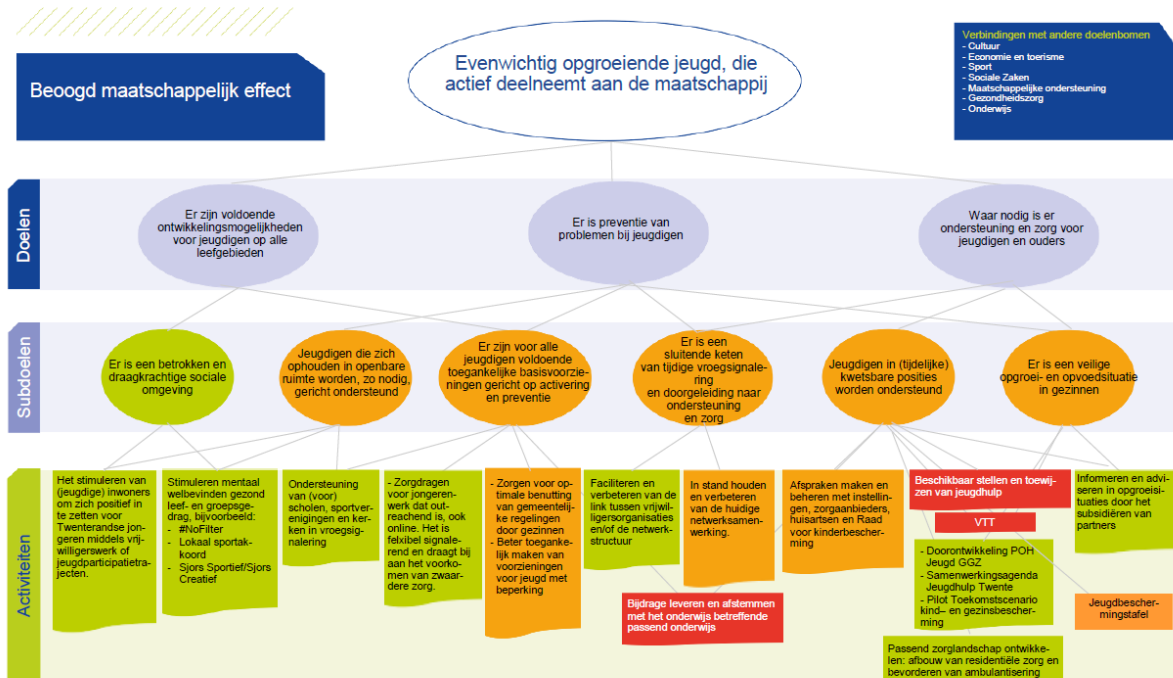 Beoogd maatschappelijk effect
Evenwichtig opgroeiende jeugd, die
actief deelneemt aan de maatschappij
Verbindingen met andere doelenbomen
- Cultuur
- Economie en toerisme
- Sport
- Sociale Zaken
- Maatschappelijke ondersteuning
- Gezondheidszorg
- Onderwijs
Doelen
Er zijn voldoende
ontwikkelingsmogelijkheden
voor jeugdigen op alle
leefgebieden
Er is preventie van
problemen bij jeugdigen
Waar nodig is er
ondersteuning en zorg voor
jeugdigen en ouders
Subdoelen
Er is een betrokken en
draagkrachtige sociale
omgeving
Jeugdigen die zich
ophouden in openbare
ruimte worden, zo nodig,
gericht ondersteund
Er zijn voor alle
jeugdigen voldoende
toegankelijke basisvoorzie-
ningen gericht op activering
en preventie
Er is een
sluitende keten
van tijdige vroegsignale-
ring
en doorgeleiding naar
ondersteuning
en zorg
Jeugdigen in (tijdelijke)
kwetsbare posities
worden ondersteund
Er is een veilige
opgroei- en opvoedsituatie
in gezinnen
Activiteiten
Het stimuleren van
(jeugdige) inwoners
om zich positief in
te zetten voor
Twenterandse jon-
geren middels vrij-
willigerswerk of
jeugdparticipatietra-
jecten.
Stimuleren mentaal
welbevinden gezond
leef- en groepsge-
drag, bijvoorbeeld:
- #NoFilter
- Lokaal sportak-
koord
- Sjors Sportief/Sjors
Creatief
Ondersteuning
van (voor)
scholen, sportver-
enigingen en ker-
ken in vroegsig-
nalering
- Zorgdragen
voor jongeren-
werk dat out-
reachend is, ook
online. Het is
felxibel signale-
rend en draagt bij
aan het voorko-
men van zwaar-
dere zorg.
- Zorgen voor op-
timale benutting
van gemeente-
lijke regelingen
door gezinnen
- Beter toeganke-
lijk maken van
voorzieningen
voor jeugd met
beperking
Faciliteren en
verbeteren van de
link tussen vrijwil-
ligersorganisaties
en/of de netwerk-
structuur
In stand houden
en verbeteren
van de huidige
netwerksamen-
werking.
Bijdrage leveren en afstemmen
met het onderwijs betreffende
passend onderwijs
Afspraken maken en
beheren met instellin-
gen, zorgaanbieders,
huisartsen en Raad
voor kinderbescher-
ming
Beschikbaar stellen en toewij-
zen van jeugdhulp
VTT
- Doorontwikkeling POH
Jeugd GGZ
- Samenwerkingsagenda
Jeugdhulp Twente
- Pilot Toekomstscenario
kind– en gezinsbescher-
ming
Passend zorglandschap ontwikke-
len: afbouw van residentiële zorg en
bevorderen van ambulantisering
Informeren en advi-
seren in opgroeisi-
tuaties door het
subsidiëren van
partners
Jeugdbescher-
mingstafel